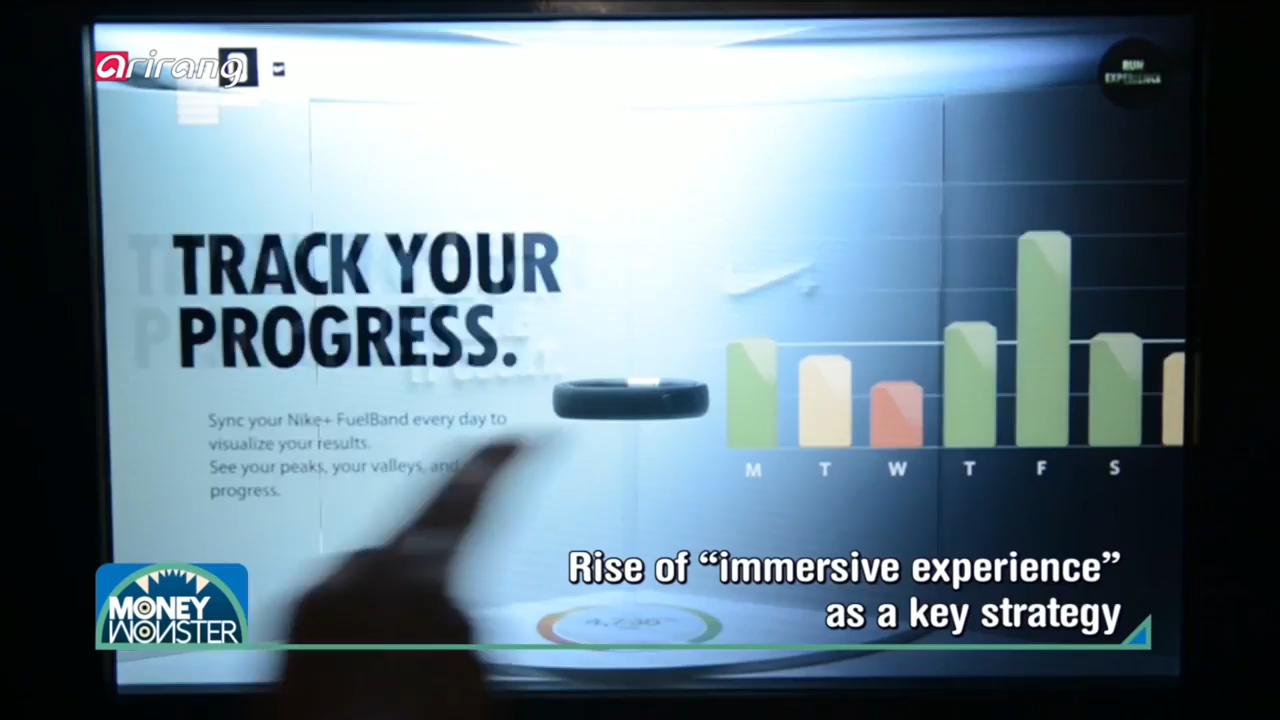 arirang
RUN
EXPERIENCE
TRACK YOUR
PROGRESS.
Sync your Nike+ FuelBand every day to
visualize your results.
See your peaks, your valleys, and
progress.
M T W T F S
Rise of “immersive experience”
as a key strategy
MONEY
MONSTER